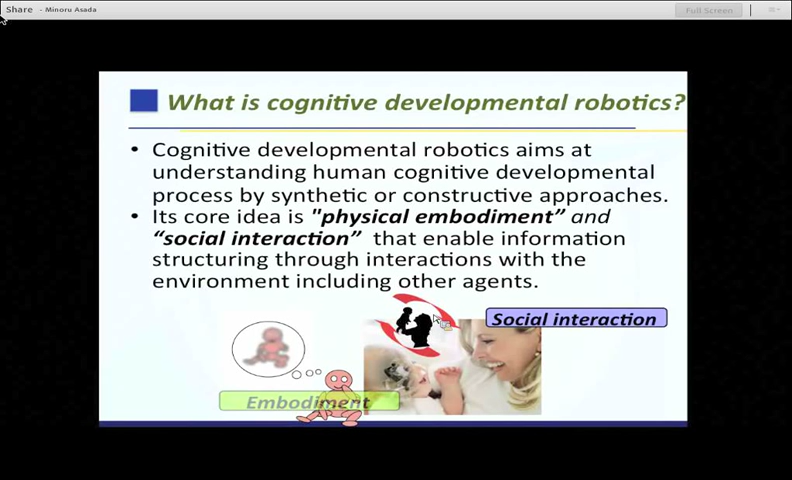 Share - Minoru Asada
Full Screen
What is cognitive developmental robotics?
• Cognitive developmental robotics aims at
understanding human cognitive developmental
process by synthetic or constructive approaches.
• Its core idea is "physical embodiment” and
“social interaction” that enable information
structuring through interactions with the
environment including other agents.
Social interaction
Embodiment